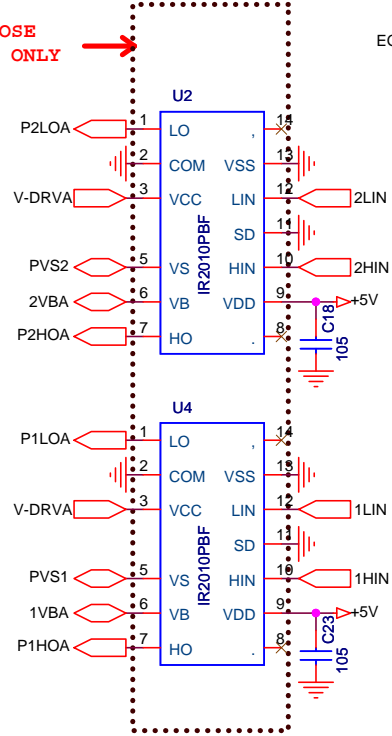 OSE
ONLY
EC
U2
P2LOA 1 LO , 14
2 COM VSS 13
V-DRVA 3 VCC LIN 12 2LIN
SD 11
PVS2 5 VS HIN 10 2HIN
2VBA 6 VB VDD 9 +5V
P2HOA 7 HO . 8
IR2010PBF
C18
105
U4
P1LOA 1 LO , 14
2 COM VSS 13
V-DRVA 3 VCC LIN 12 1LIN
SD 11
PVS1 5 VS HIN 10 1HIN
1VBA 6 VB VDD 9 +5V
P1HOA 7 HO . 8
IR2010PBF
C23
105